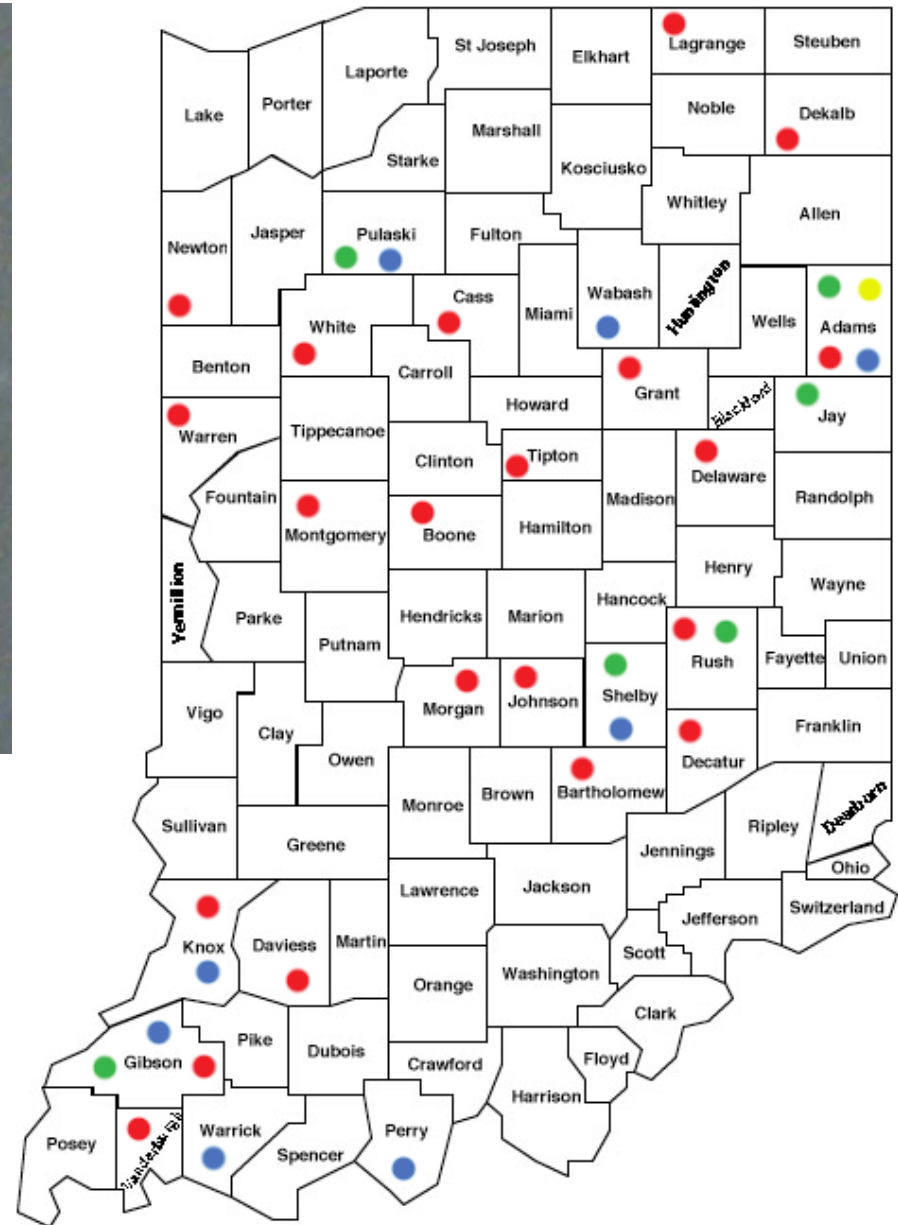 St Joseph
Lagrange
Steuben
Elkhart
Laporte
Porter
Lake
Noble
Dekalb
Marshall
Starke
Kosciusko
Whitley
Allen
Newton
Jasper
Pulaski
Fulton
Wabash
Huntington
Cass
Miami
Wells
Adams
White
Benton
Carroll
Grant
Howard
Blackford
Jay
Warren
Tippecanoe
Clinton
Tipton
Delaware
Fountain
Madison
Randolph
Montgomery
Boone
Hamilton
Henry
Wayne
Vermillion
Parke
Hendricks
Marion
Hancock
Putnam
Rush
Fayette
Union
Vigo
Morgan
Johnson
Shelby
Clay
Owen
Franklin
Decatur
Monroe
Brown
Bartholomew
Dearborn
Sullivan
Greene
Ripley
Jennings
Ohio
Lawrence
Jackson
Switzerland
Jefferson
Knox
Daviess
Martin
Scott
Washington
Orange
Clark
Pike
Dubois
Gibson
Crawford
Floyd
Harrison
Posey
Vanderburgh
Warrick
Spencer
Perry